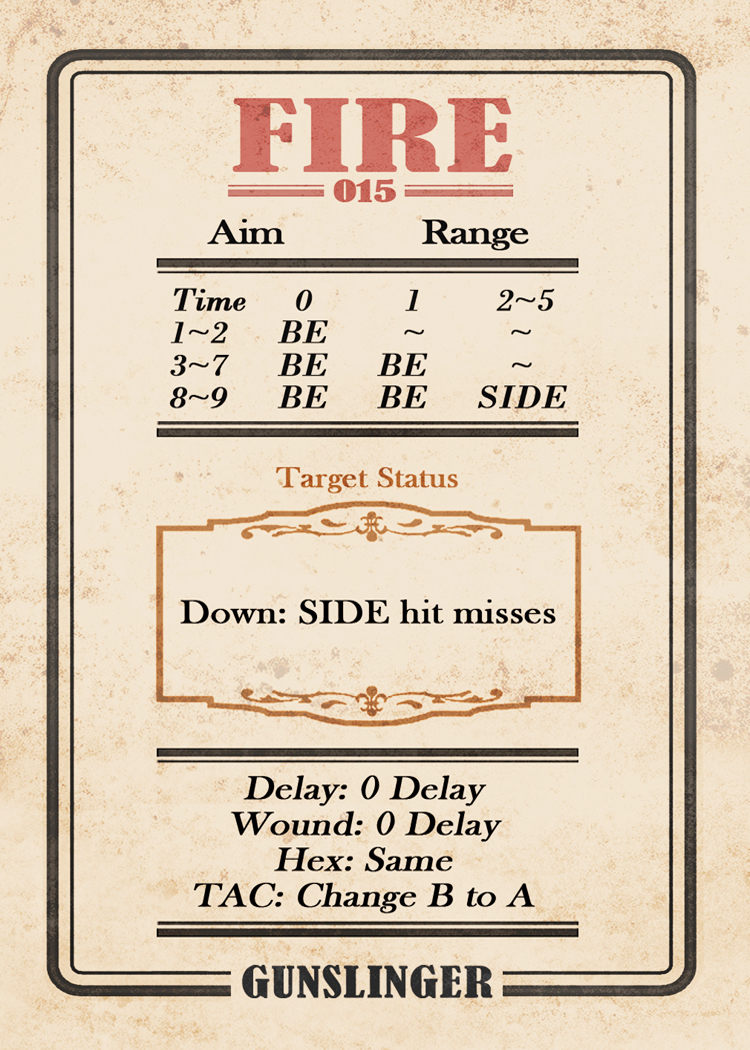 FIRE
015
Aim Range
Time 0 1 2~5
1~2 BE ~ ~
3~7 BE BE ~
8~9 BE BE SIDE
Target Status
Down: SIDE hit misses
Delay: 0 Delay
Wound: 0 Delay
Hex: Same
TAC: Change B to A
GUNSLINGER